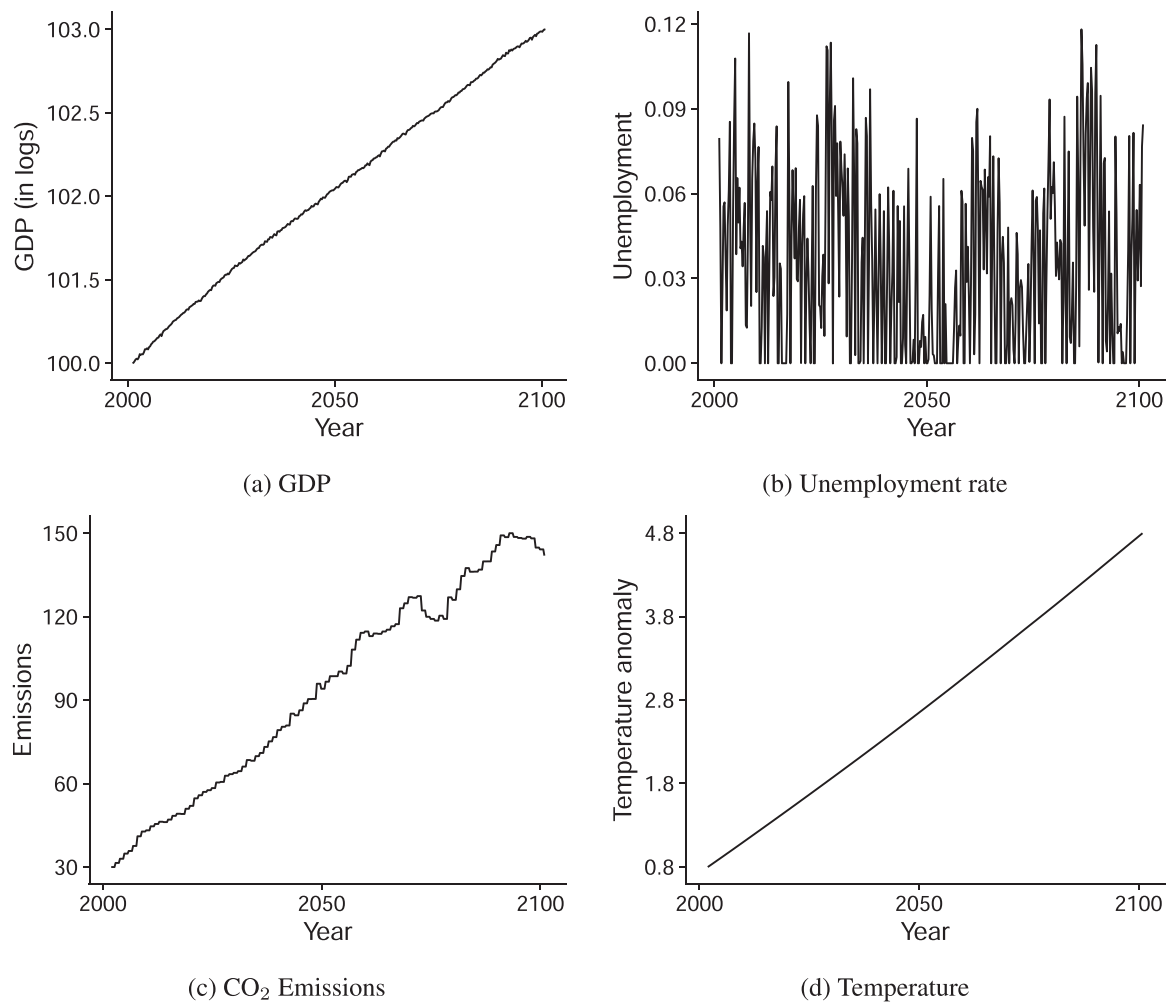 GDP (in logs)
103.0
102.5
102.0
101.5
100.0
2000
2050
2100
Year
(a) GDP
Unemployment
0.12
0.09
0.06
0.03
0.00
2000
2050
2100
Year
(b) Unemployment rate
Emissions
150
120
90
60
30
2000
2050
2100
Year
(c) CO₂ Emissions
Temperature anomaly
4.8
3.8
2.8
1.8
0.8
2000
2050
2100
Year
(d) Temperature